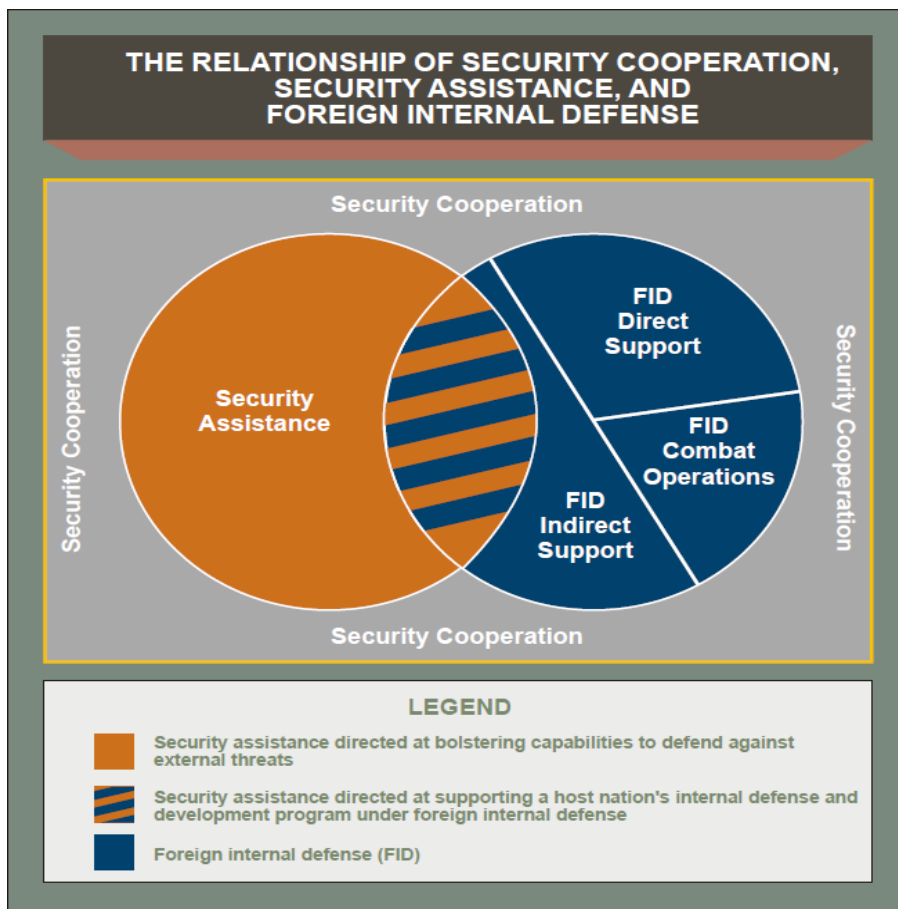 THE RELATIONSHIP OF SECURITY COOPERATION,
SECURITY ASSISTANCE, AND
FOREIGN INTERNAL DEFENSE
Security Cooperation
Security Cooperation
Security
Assistance
FID
Direct
Support
FID
Combat
Operations
FID
Indirect
Support
Security Cooperation
Security Cooperation
LEGEND
Security assistance directed at bolstering capabilities to defend against
external threats
Security assistance directed at supporting a host nation's internal defense and
development program under foreign internal defense
Foreign internal defense (FID)